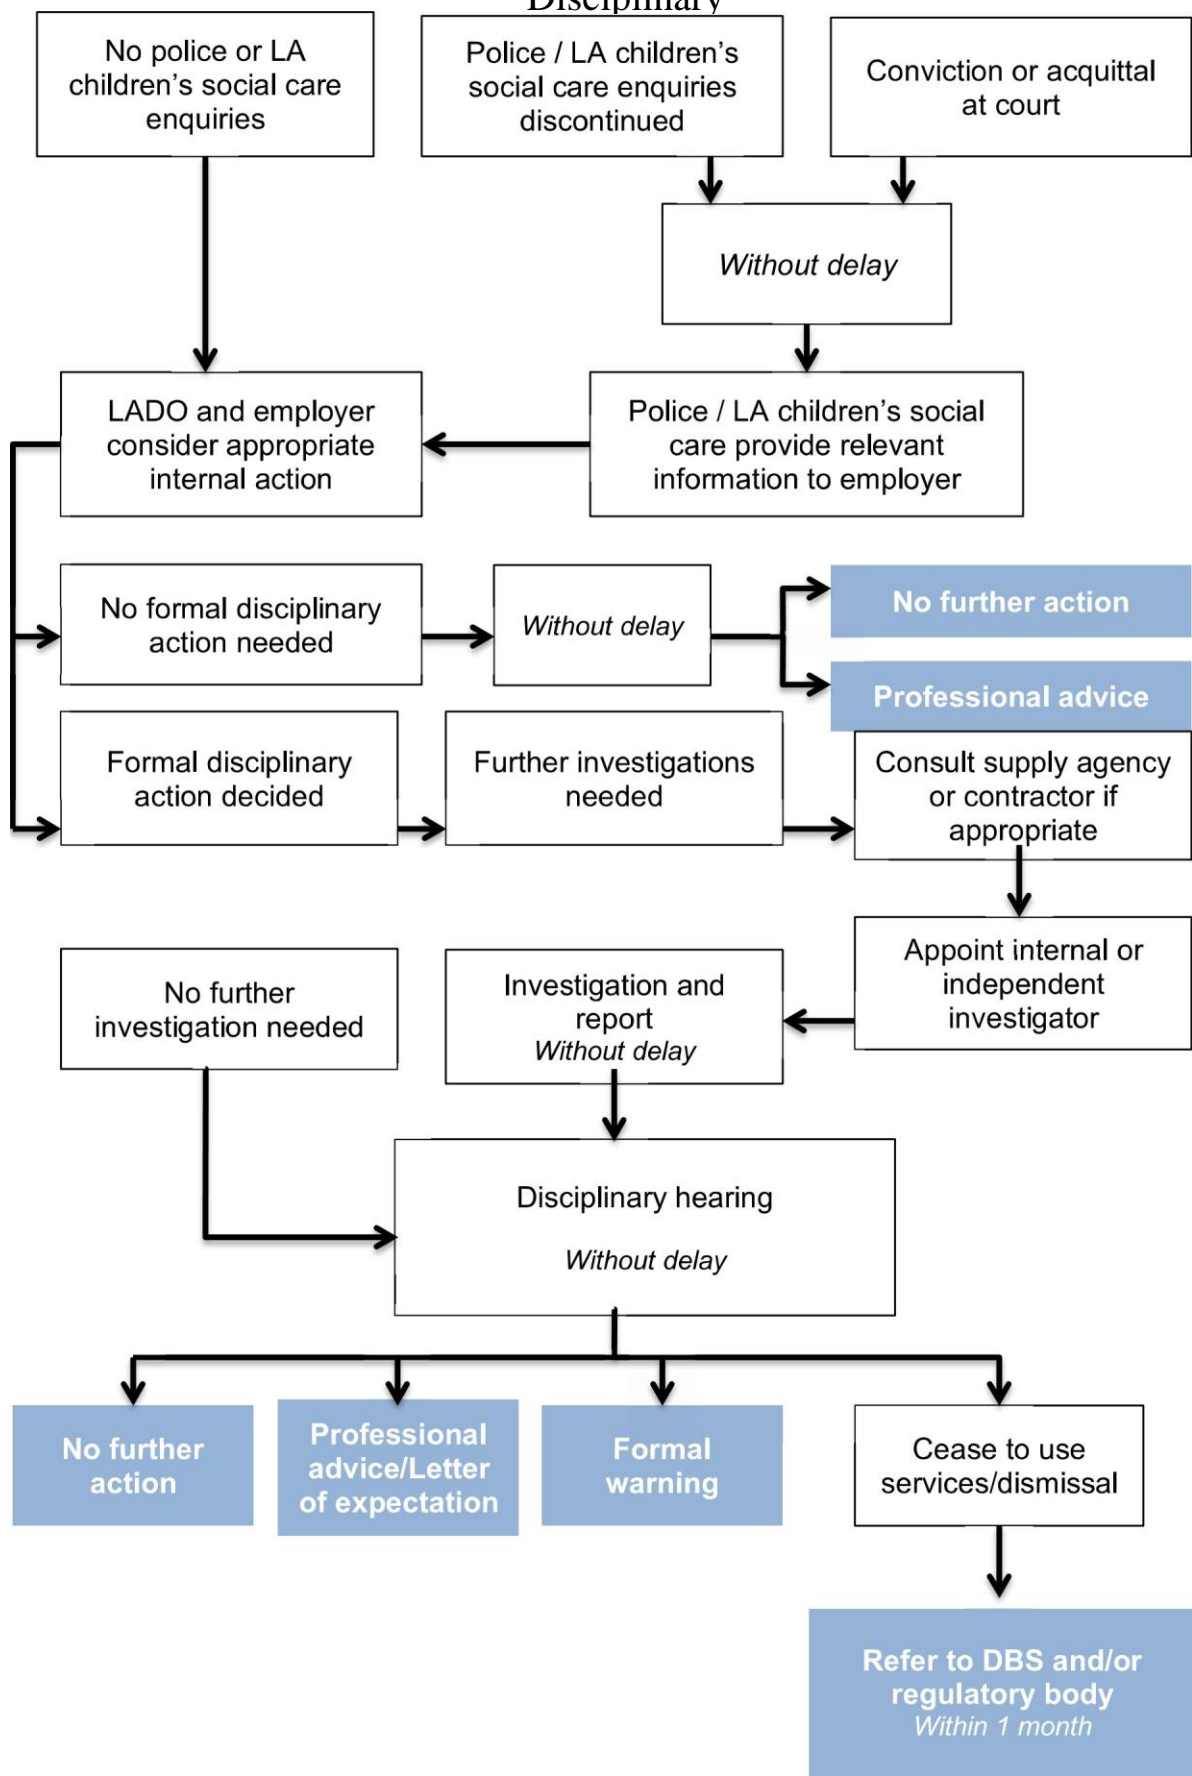 Disciplinary
No police or LA
children’s social care
enquiries
Police / LA children’s
social care enquiries
discontinued
Conviction or acquittal
at court
Without delay
LADO and employer
consider appropriate
internal action
Police / LA children’s social
care provide relevant
information to employer
No formal disciplinary
action needed
Without delay
No further action
Professional advice
Formal disciplinary
action decided
Further investigations
needed
Consult supply agency
or contractor if
appropriate
No further
investigation needed
Investigation and
report
Without delay
Appoint internal or
independent
investigator
Disciplinary hearing
Without delay
No further
action
Professional
advice/Letter
of expectation
Formal
warning
Cease to use
services/dismissal
Refer to DBS and/or
regulatory body
Within 1 month